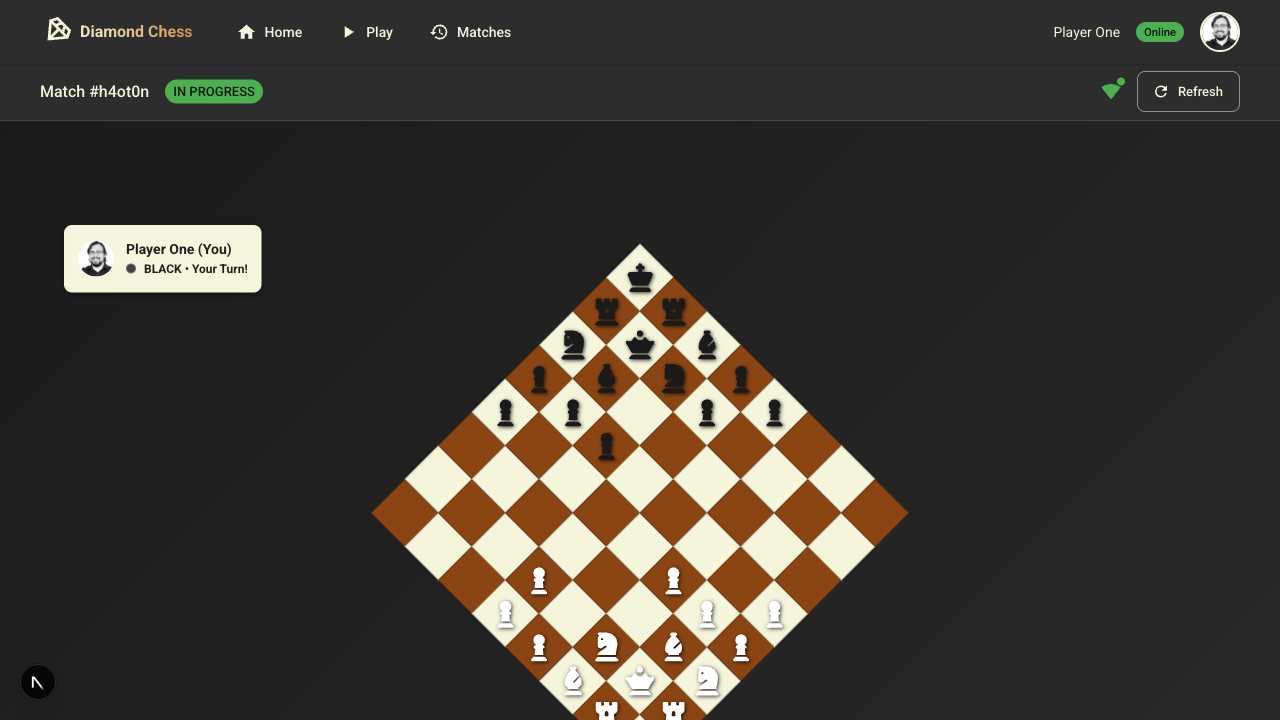 Diamond Chess
Home
Play
Matches
Player One
Online
Match #h4ot0n
IN PROGRESS
Refresh
Player One (You)
BLACK • Your Turn!